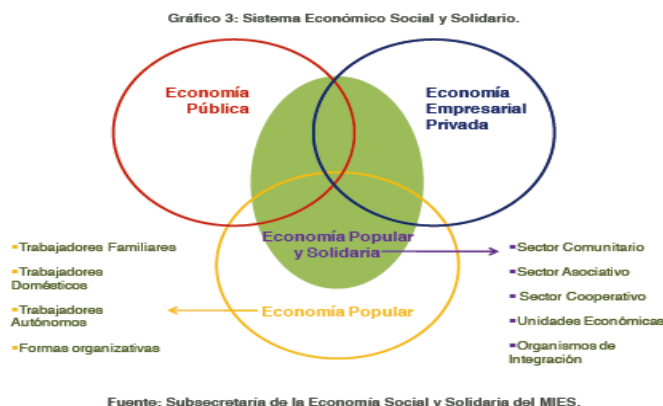 Gráfico 3: Sistema Económico Social y Solidario.
Economía
Pública
Economía
Empresarial
Privada
Economía Popular
y Solidaria
Economía Popular
▪Trabajadores Familiares
▪Trabajadores
Domésticos
▪Trabajadores
Autónomos
▪Formas organizativas
▪Sector Comunitario
▪Sector Asociativo
▪Sector Cooperativo
▪Unidades Económicas
▪Organismos de
Integración
Fuente: Subsecretaría de la Economía Social y Solidaria del MIES.